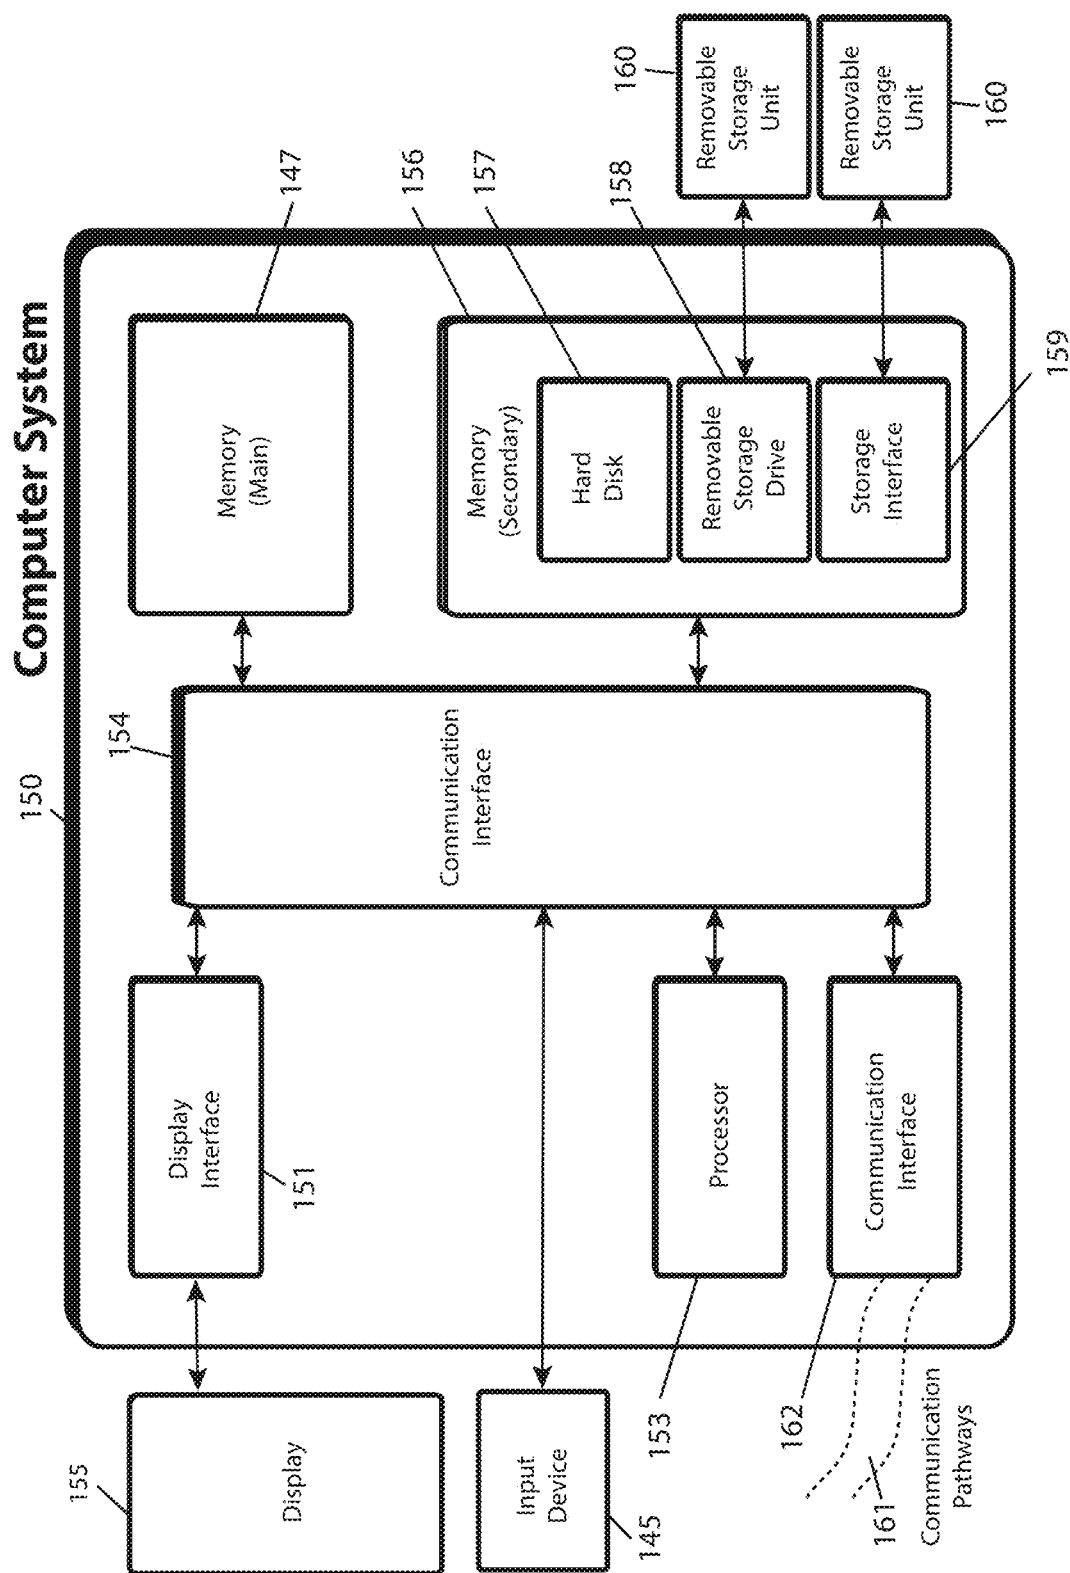 Computer System
150
155
Display
Display
Interface
151
154
Communication
Interface
Memory
(Main)
147
Input
Device
145
Processor
153
Communication
Interface
162
161
Communication
Pathways
Memory
(Secondary)
156
Hard
Disk
157
Removable
Storage
Drive
158
Storage
Interface
159
Removable
Storage
Unit
160
Removable
Storage
Unit
160